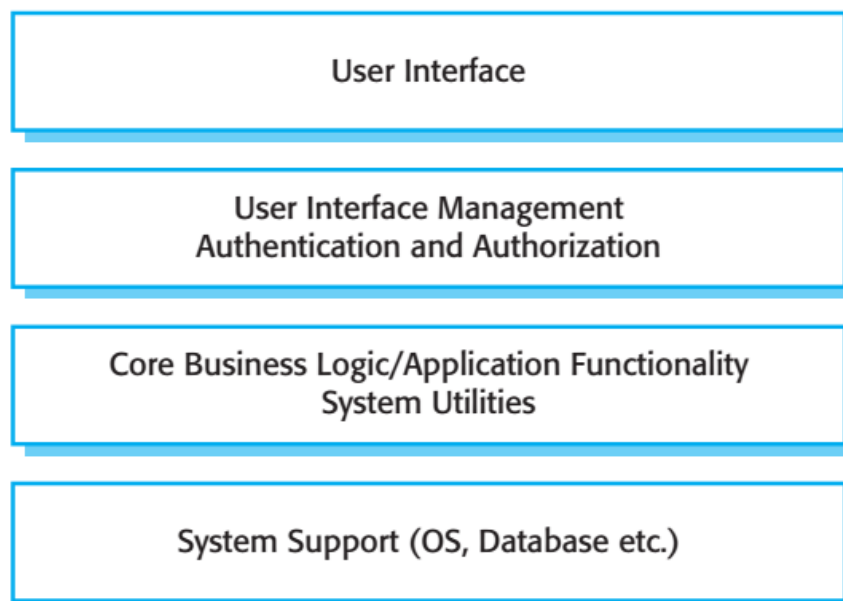 User Interface
User Interface Management
Authentication and Authorization
Core Business Logic/Application Functionality
System Utilities
System Support (OS, Database etc.)